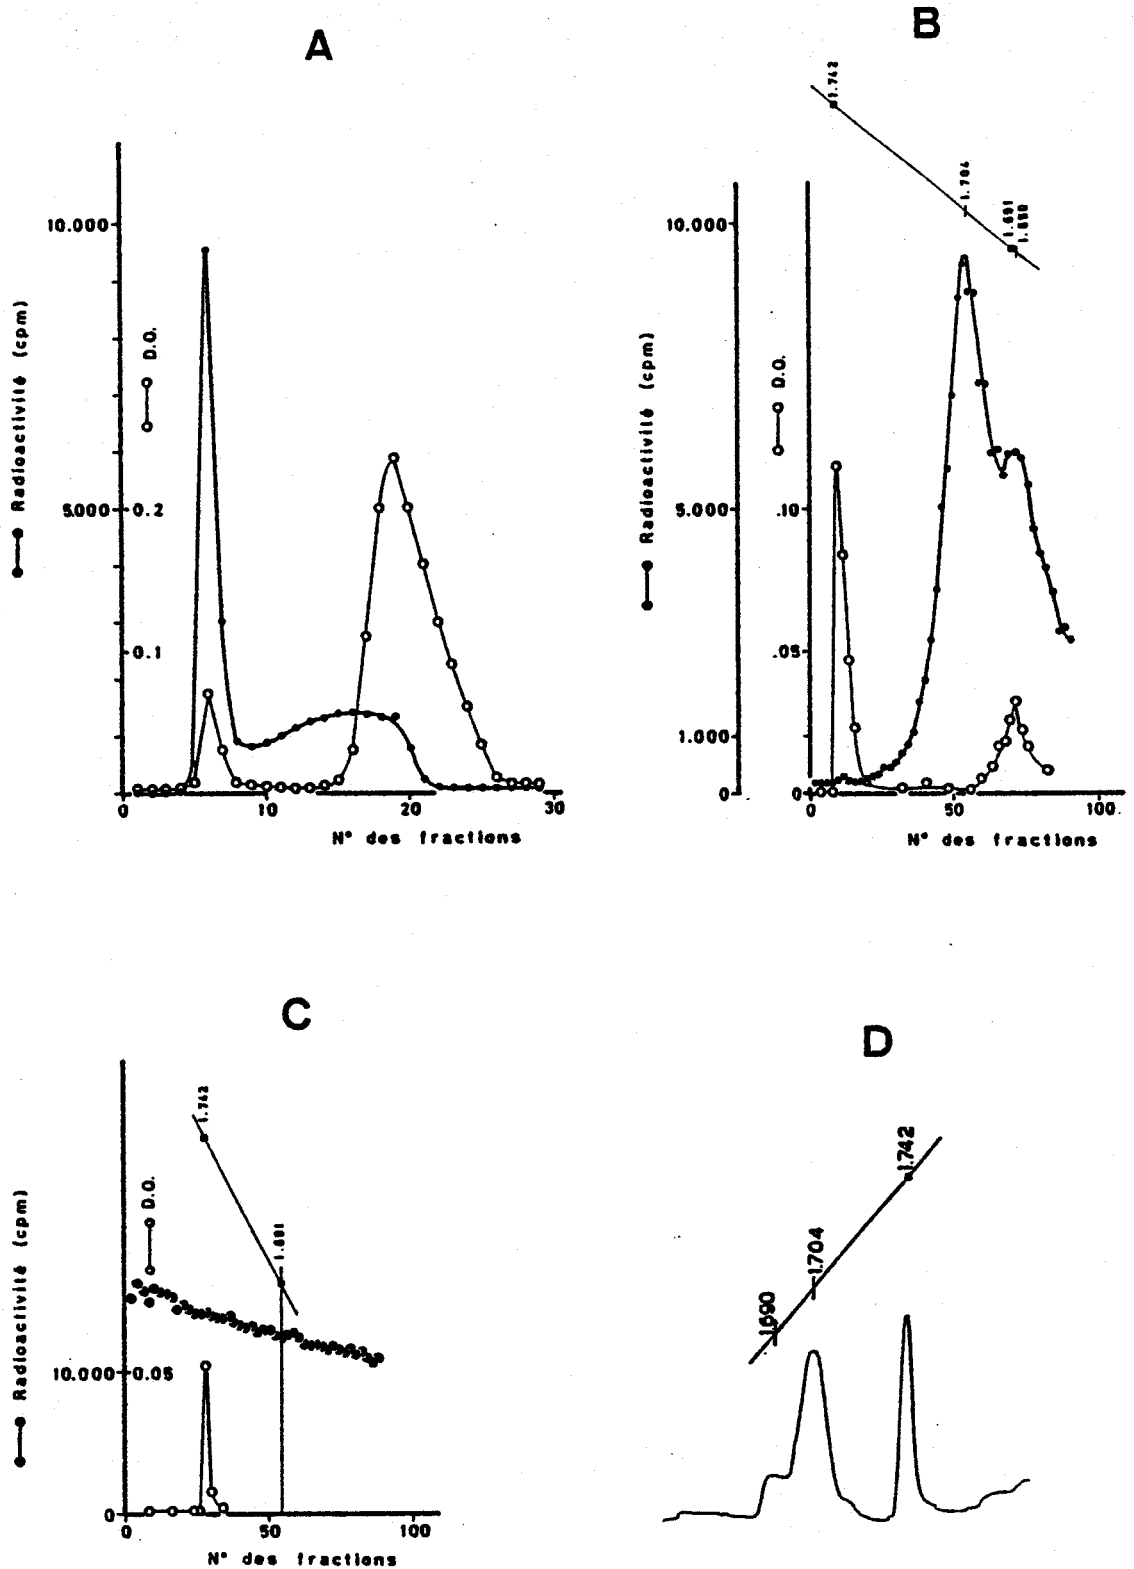 A
10.000
5.000
0.2
0.1
Radioactivité (cpm)
D.O.
0
10
20
30
N° des fractions
B
1.742
1.704
1.691
1.690
10.000
5.000
1.000
0
.10
.05
0
Radioactivité (cpm)
D.O.
0
50
100
N° des fractions
C
1.742
1.691
10.000
0.05
0
Radioactivité (cpm)
D.O.
0
50
100
N° des fractions
D
1.690
1.704
1.742